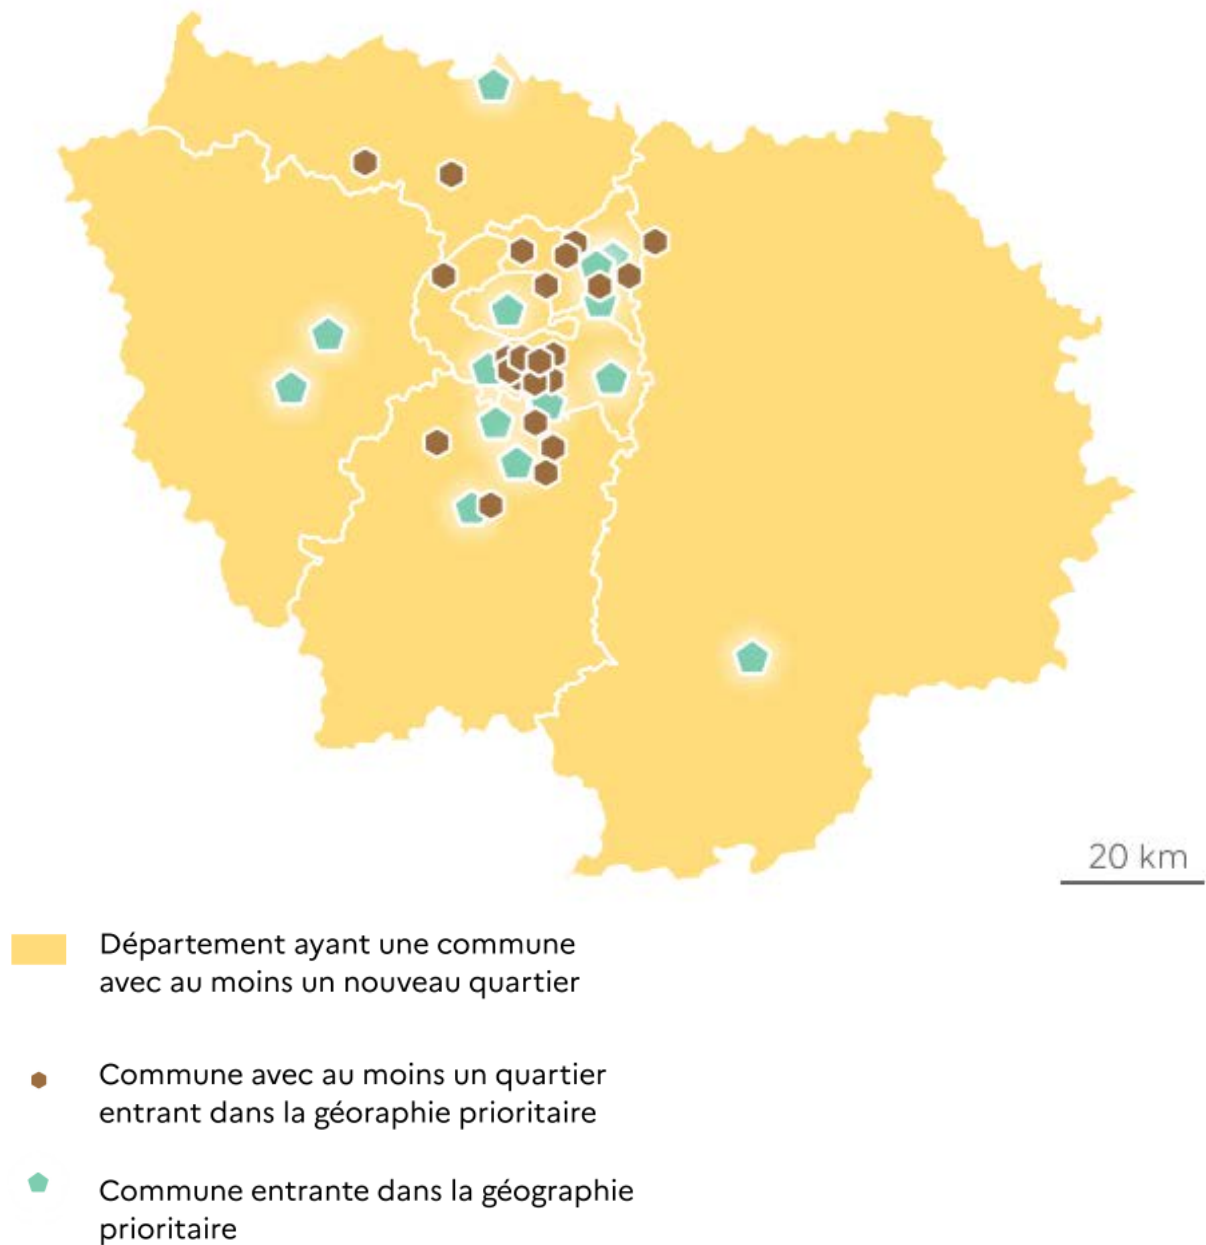 20 km
Département ayant une commune
avec au moins un nouveau quartier
Commune avec au moins un quartier
entrant dans la géoraphie prioritaire
Commune entrante dans la géographie
prioritaire